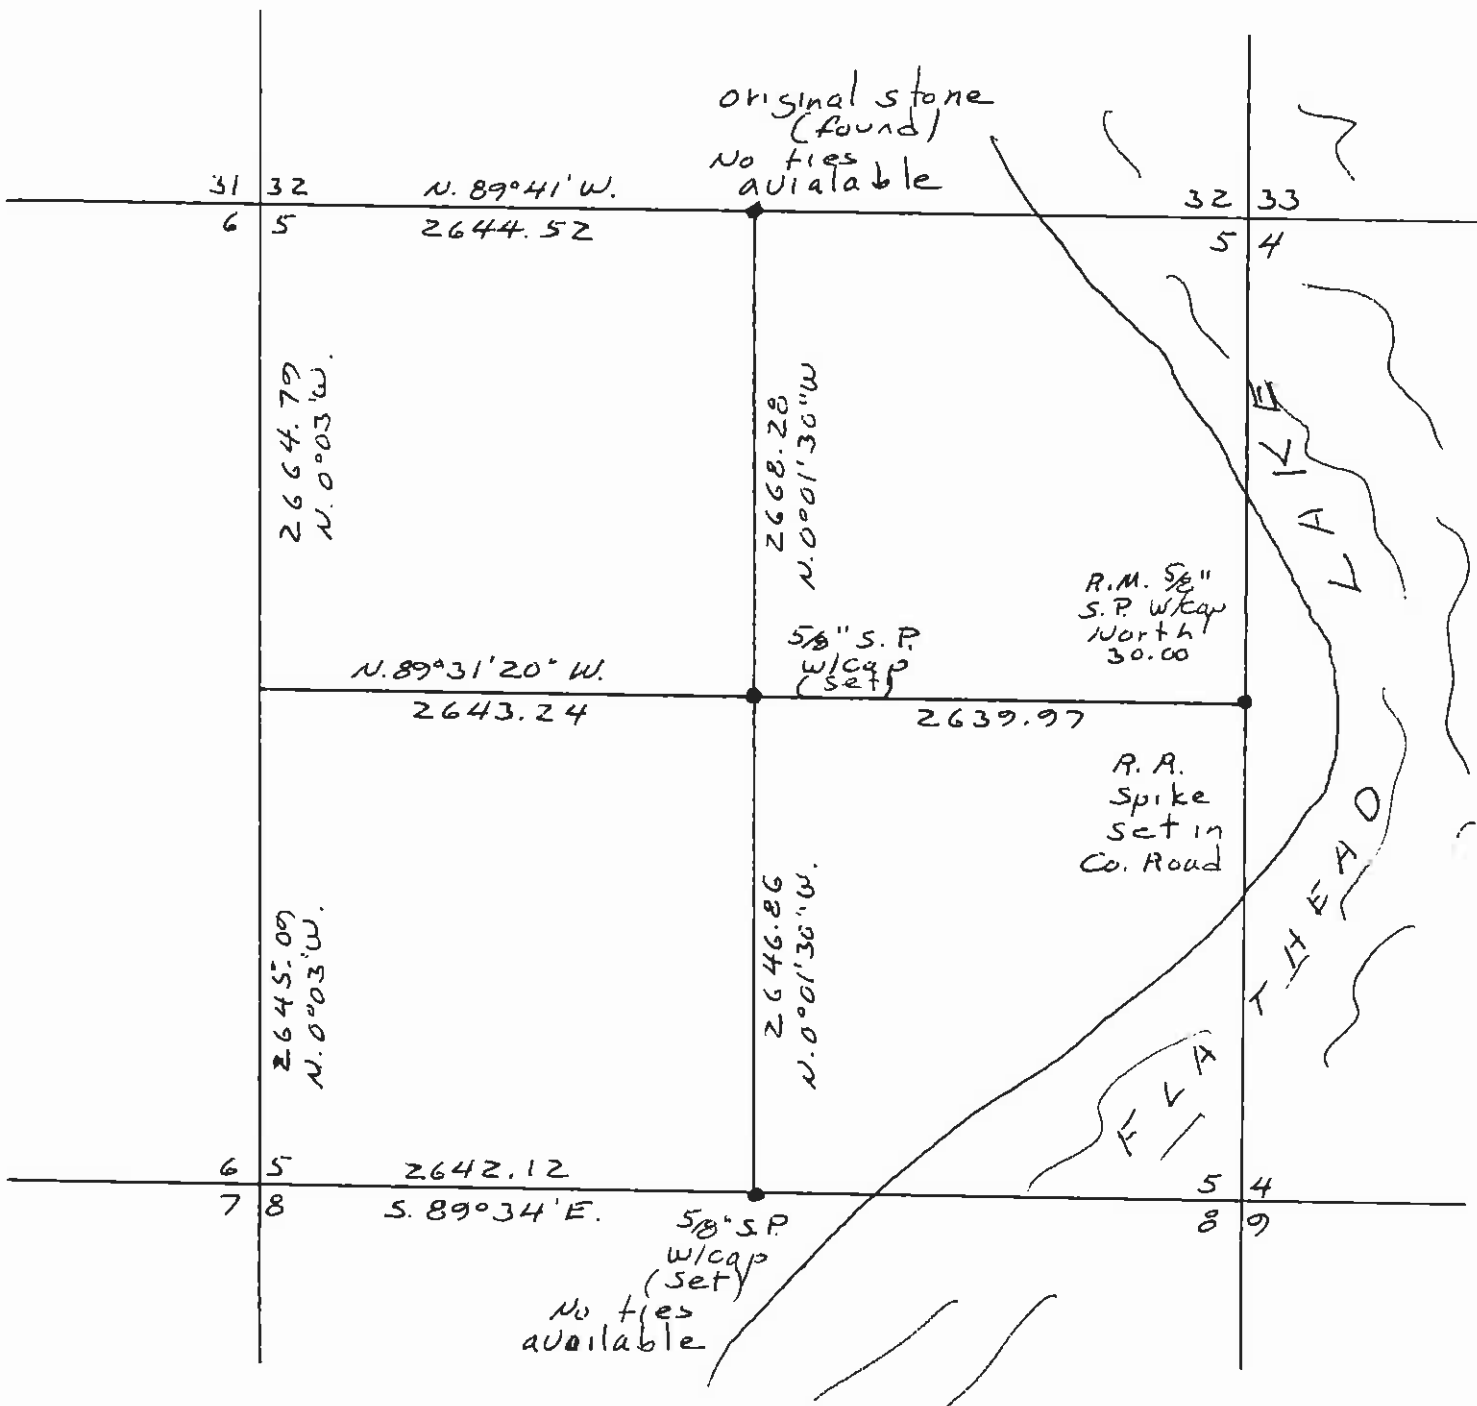 original stone
(found)
No ties
avialable
31 32
6 5
N. 89°41' W.
2644.52
32 33
5 4
2664.79
N. 0°03' W.
2668.28
N. 0°01'30" W
LAKE
R.M. 5/8"
S.P. w/cap
North
30.00
5/8" S.P.
w/cap
(set)
N. 89°31'20" W.
2643.24
2639.97
R.R.
Spike
set in
Co. Road
2645.09
N. 0°03' W.
2646.86
N. 0°01'30" W.
FLATHEAD
6 5
7 8
2642.12
S. 89°34' E.
5 4
8 9
5/8" S.P.
w/cap
(set)
No ties
available